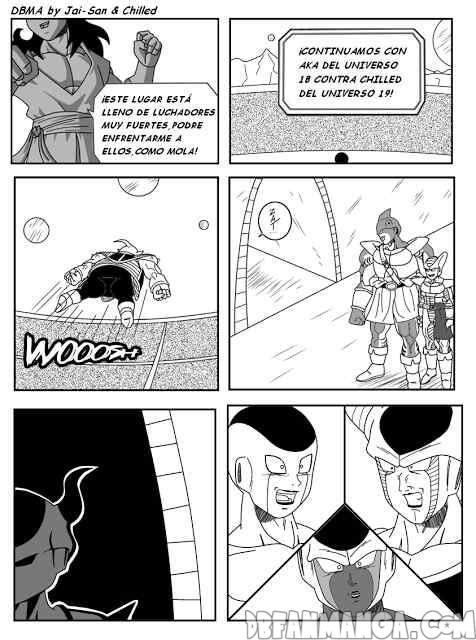 DBMA by Jai-San & Chilled
¡ESTE LUGAR ESTÁ
LLENO DE LUCHADORES
MUY FUERTES,PODRE
ENFRENTARME A
ELLOS,COMO MOLA!
¡CONTINUAMOS CON
AKA DEL UNIVERSO
18 CONTRA CHILLED
DEL UNIVERSO 19!
WOOOSH
DBFANMANGA.COM